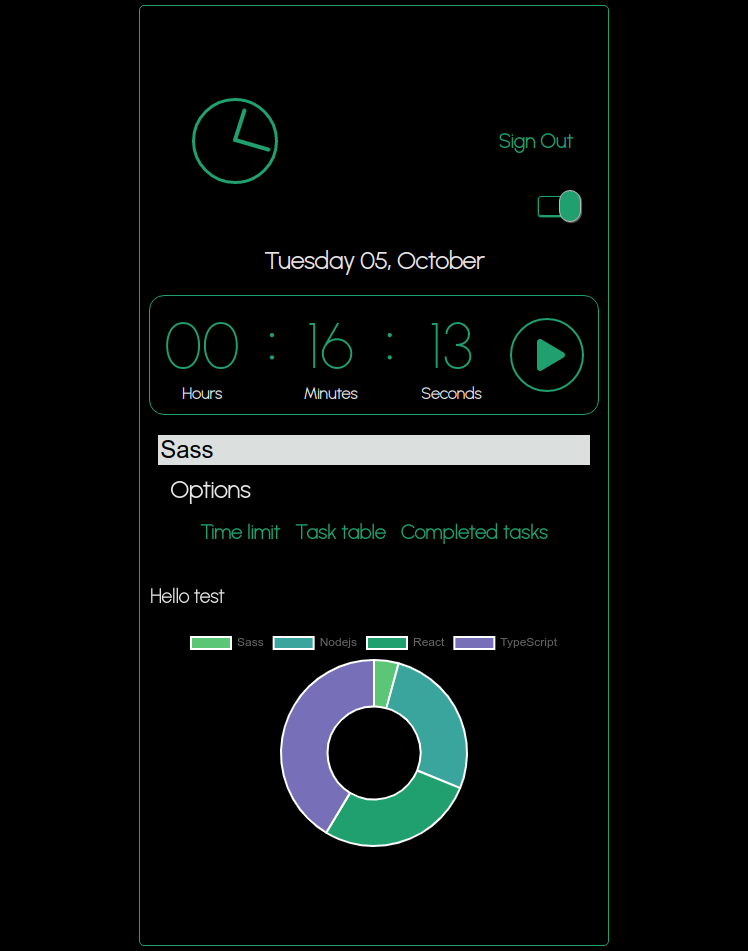 Sign Out
Tuesday 05, October
00 : 16 : 13
Hours Minutes Seconds
Sass
Options
Time limit Task table Completed tasks
Hello test
Sass Nodejs React TypeScript